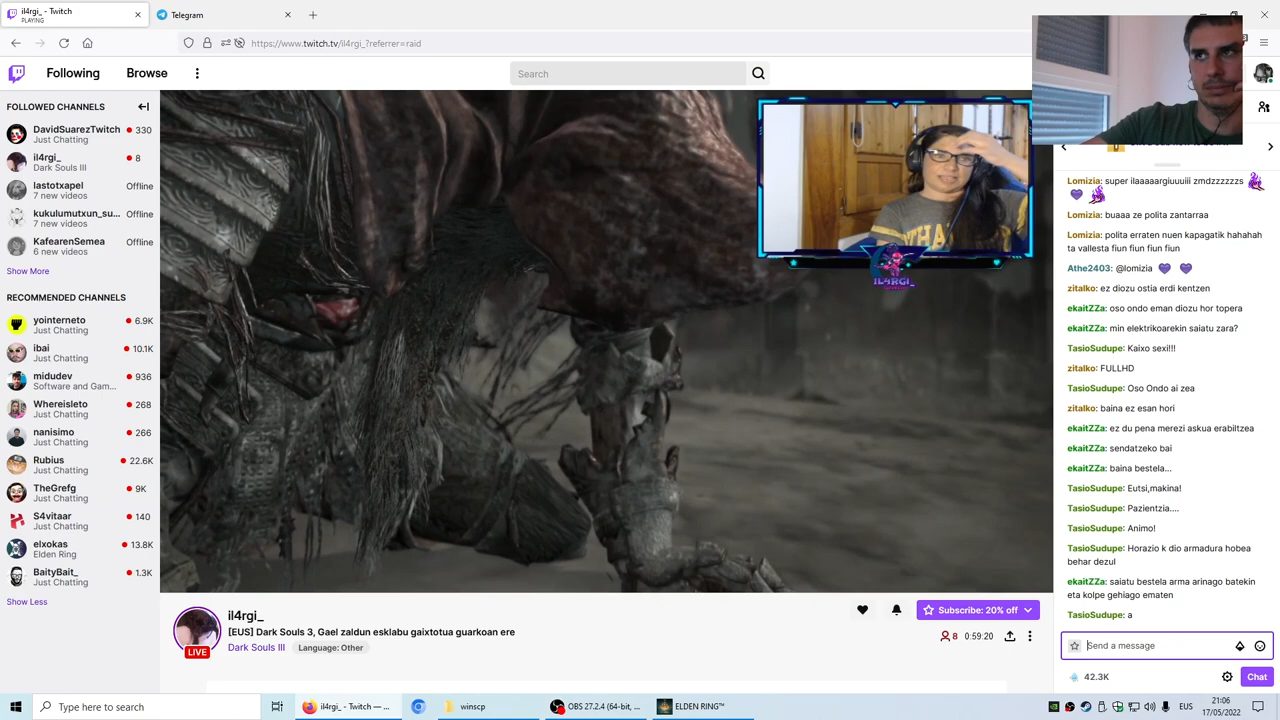 il4rgi_ - Twitch
PLAYING
Telegram
https://www.twitch.tv/il4rgi_?referrer=raid
Following
Browse
Search
FOLLOWED CHANNELS
DavidSuarezTwitch
330
Just Chatting
il4rgi_
8
Dark Souls III
lastotxapel
Offline
7 new videos
kukulumutxun_su...
Offline
7 new videos
KafearenSemea
Offline
6 new videos
Show More
RECOMMENDED CHANNELS
yointerneto
6.9K
Just Chatting
ibai
10.1K
Just Chatting
midudev
936
Software and Gam...
Whereisleto
268
Just Chatting
nanisimo
266
Just Chatting
Rubius
22.6K
Just Chatting
TheGrefg
9K
Just Chatting
S4vitaar
140
Just Chatting
elxokas
13.8K
Elden Ring
BaityBait_
1.3K
Just Chatting
Show Less
IL4RGI_
il4rgi_
LIVE
[EUS] Dark Souls 3, Gael zaldun esklabu gaixtotua guarkoan ere
Dark Souls III
Language: Other
Subscribe: 20% off
8
0:59:20
Lomizia: super ilaaaaargiuuuiii zmdzzzzzzs
Lomizia: buaaa ze polita zantarraa
Lomizia: polita erraten nuen kapagatik hahahah
ta vallesta fiun fiun fiun fiun
Athe2403: @lomizia
zitalko: ez diozu ostia erdi kentzen
ekaitZZa: oso ondo eman diozu hor topera
ekaitZZa: min elektrikoarekin saiatu zara?
TasioSudupe: Kaixo sexi!!!
zitalko: FULLHD
TasioSudupe: Oso Ondo ai zea
zitalko: baina ez esan hori
ekaitZZa: ez du pena merezi askua erabiltzea
ekaitZZa: sendatzeko bai
ekaitZZa: baina bestela...
TasioSudupe: Eutsi,makina!
TasioSudupe: Pazientzia....
TasioSudupe: Animo!
TasioSudupe: Horazio k dio armadura hobea
behar dezul
ekaitZZa: saiatu bestela arma arinago batekin
eta kolpe gehiago ematen
TasioSudupe: a
Send a message
42.3K
Chat
Type here to search
il4rgi_ - Twitch — ...
winscp
OBS 27.2.4 (64-bit, ...
ELDEN RING™
EUS
21:06
17/05/2022